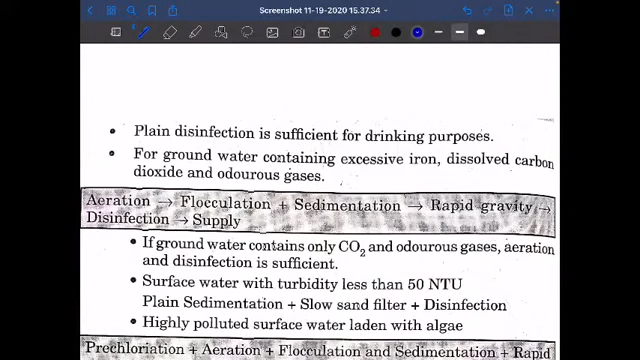 Screenshot 11-19-2020 15.37.34
• Plain disinfection is sufficient for drinking purposes.
• For ground water containing excessive iron, dissolved carbon
dioxide and odourous gases.
Aeration → Flocculation + Sedimentation → Rapid gravity →
Disinfection → Supply
• If ground water contains only CO₂ and odourous gases, aeration
and disinfection is sufficient.
• Surface water with turbidity less than 50 NTU
Plain Sedimentation + Slow sand filter + Disinfection
• Highly polluted surface water laden with algae
Prechloriation + Aeration + Flocculation and Sedimentation + Rapid